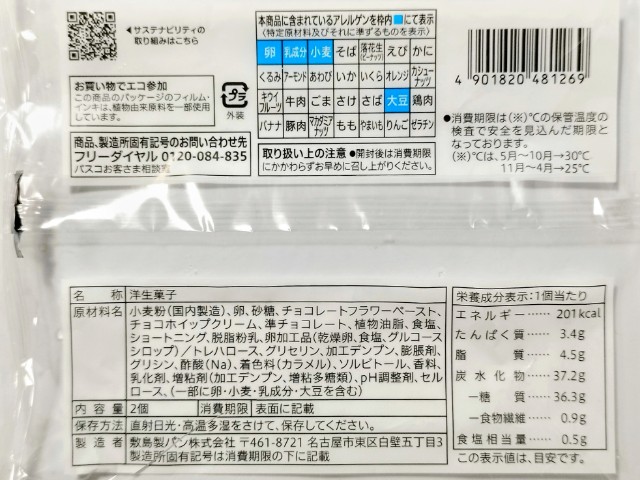 サステナビリティの
取り組みはこちら
お買い物でエコ参加
この商品のパッケージのフィルム・
インキは、植物由来原料を一部使用
しています。
プラ
外装
商品、製造所固有記号のお問い合わせ先
フリーダイヤル 0120-084-835
パスコお客さま相談室
本商品に含まれているアレルゲンを枠内■にて表示
〈特定原材料及びそれに準ずるものを表示〉
卵 乳成分 小麦 そば 落花生(ピーナッツ) えび かに
くるみ アーモンド あわび いか いくら オレンジ カシューナッツ
キウイフルーツ 牛肉 ごま さけ さば 大豆 鶏肉
バナナ 豚肉 マカダミアナッツ もも やまいも りんご ゼラチン
取り扱い上の注意 ●開封後は消費期限
にかかわらずお早めに召し上がりください。
4 901820 481269
●消費期限は(※)℃の保管温度の
検査で安全を見込んだ期限と
なっております。
(※)℃は、5月〜10月→30℃
11月〜4月→25℃
名 称 洋生菓子
原材料名 小麦粉(国内製造)、卵、砂糖、チョコレートフラワーペースト、
チョコホイップクリーム、準チョコレート、植物油脂、食塩、
ショートニング、脱脂粉乳、卵加工品(乾燥卵、食塩、グルコース
シロップ)/トレハロース、グリセリン、加工デンプン、膨脹剤、
グリシン、酢酸(Na)、着色料(カラメル)、ソルビトール、香料、
乳化剤、増粘剤(加工デンプン、増粘多糖類)、pH調整剤、セル
ロース、(一部に卵・小麦・乳成分・大豆を含む)
内容量 2個 消費期限 表面に記載
保存方法 直射日光・高温多湿をさけて、保存してください。
製造者 敷島製パン株式会社 〒461-8721 名古屋市東区白壁五丁目3
製造所固有記号は消費期限の下に記載
栄養成分表示:1個当たり
エネルギー……201kcal
たんぱく質……3.4g
脂質……4.5g
炭水化物……37.2g
―糖質……36.3g
―食物繊維……0.9g
食塩相当量……0.5g
この表示値は、目安です。